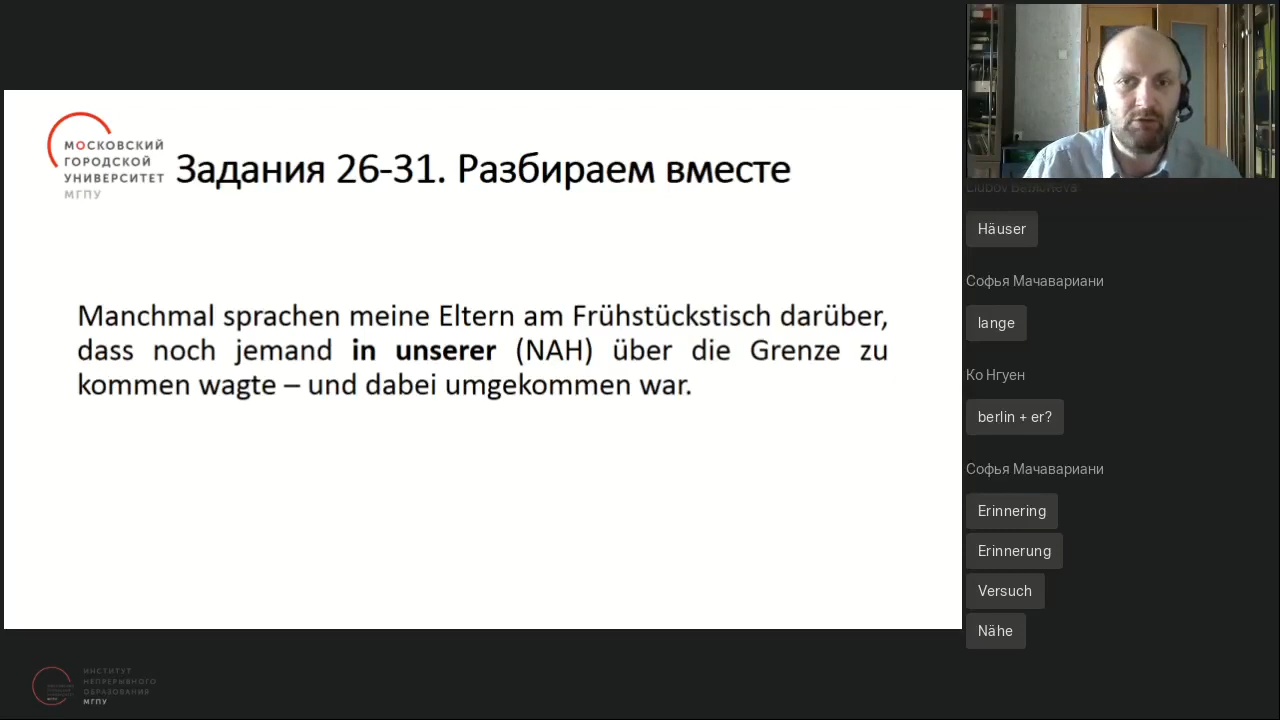 МОСКОВСКИЙ
ГОРОДСКОЙ
УНИВЕРСИТЕТ
МГПУ
Задания 26-31. Разбираем вместе
Manchmal sprachen meine Eltern am Frühstückstisch darüber,
dass noch jemand in unserer (NAH) über die Grenze zu
kommen wagte – und dabei umgekommen war.
Liubov Babicheva
Häuser
Софья Мачавариани
lange
Ко Нгуен
berlin + er?
Софья Мачавариани
Erinnering
Erinnerung
Versuch
Nähe
ИНСТИТУТ
НЕПРЕРЫВНОГО
ОБРАЗОВАНИЯ
МГПУ